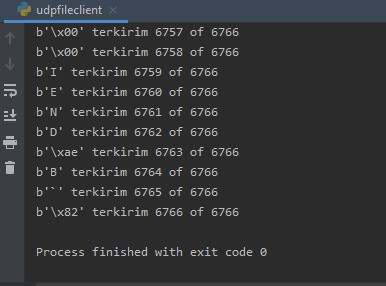 udpfileclient
b'\x00' terkirim 6757 of 6766
b'\x00' terkirim 6758 of 6766
b'I' terkirim 6759 of 6766
b'E' terkirim 6760 of 6766
b'N' terkirim 6761 of 6766
b'D' terkirim 6762 of 6766
b'\xae' terkirim 6763 of 6766
b'B' terkirim 6764 of 6766
b'`' terkirim 6765 of 6766
b'\x82' terkirim 6766 of 6766
Process finished with exit code 0